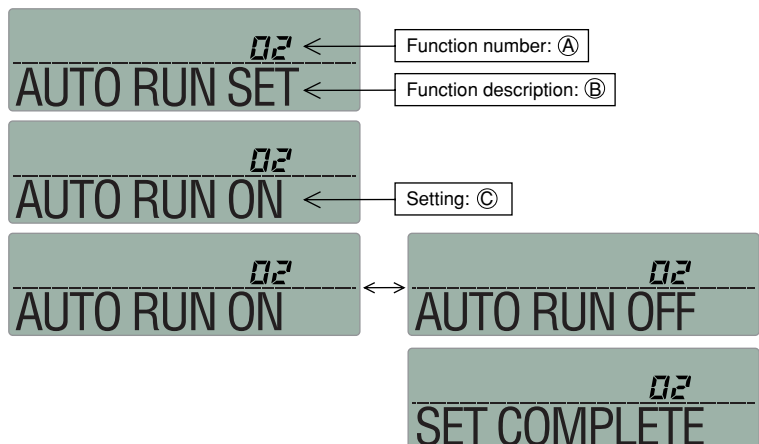 02
Function number: Ⓐ
AUTO RUN SET
Function description: Ⓑ
02
AUTO RUN ON
Setting: Ⓒ
02
AUTO RUN ON
02
AUTO RUN OFF
02
SET COMPLETE